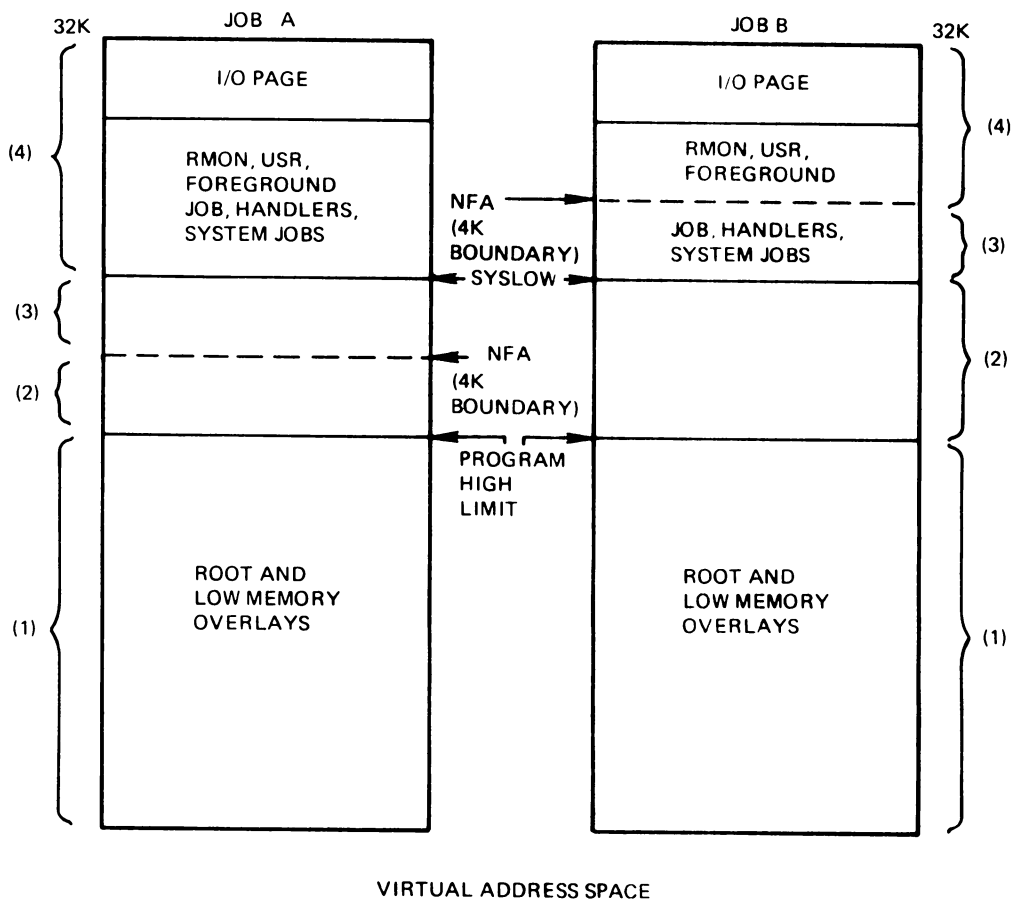 JOB A
32K
I/O PAGE
(4)
RMON, USR,
FOREGROUND
JOB, HANDLERS,
SYSTEM JOBS
(3)
(2)
(1)
ROOT AND
LOW MEMORY
OVERLAYS
NFA
(4K
BOUNDARY)
SYSLOW
NFA
(4K
BOUNDARY)
PROGRAM
HIGH
LIMIT
JOB B
32K
I/O PAGE
(4)
RMON, USR,
FOREGROUND
JOB, HANDLERS,
SYSTEM JOBS
(3)
(2)
ROOT AND
LOW MEMORY
OVERLAYS
(1)
VIRTUAL ADDRESS SPACE